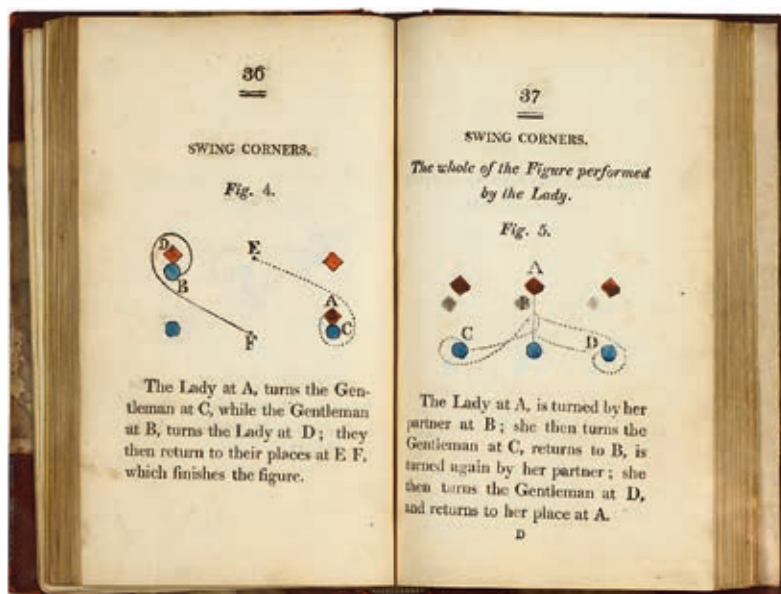 36
SWING CORNERS.
Fig. 4.
D
B
E
F
A
C
The Lady at A, turns the Gen-
tleman at C, while the Gentleman
at B, turns the Lady at D; they
then return to their places at E F,
which finishes the figure.
37
SWING CORNERS.
The whole of the Figure performed
by the Lady.
Fig. 5.
A
B
C
D
The Lady at A, is turned by her
partner at B; she then turns the
Gentleman at C, returns to B, is
turned again by her partner; she
then turns the Gentleman at D,
and returns to her place at A.
D